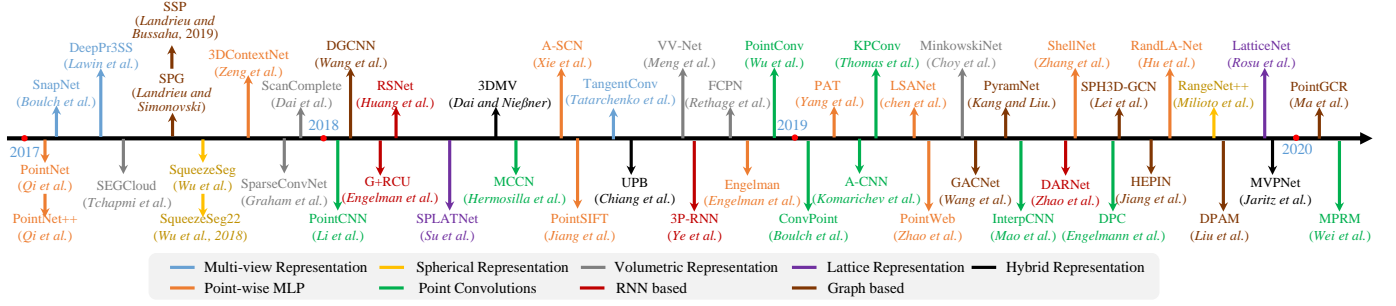 SSP
(Landrieu and
Bussaha, 2019)
DeepPr3SS
(Lawin et al.)
SnapNet
(Boulch et al.)
SPG
(Landrieu and
Simonovski)
3DContextNet
(Zeng et al.)
ScanComplete
(Dai et al.)
DGCNN
(Wang et al.)
RSNet
(Huang et al.)
3DMV
(Dai and Nießner)
A-SCN
(Xie et al.)
TangentConv
(Tatarchenko et al.)
VV-Net
(Meng et al.)
FCPN
(Rethage et al.)
PointConv
(Wu et al.)
PAT
(Yang et al.)
KPConv
(Thomas et al.)
LSANet
(chen et al.)
MinkowskiNet
(Choy et al.)
PyramNet
(Kang and Liu.)
ShellNet
(Zhang et al.)
SPH3D-GCN
(Lei et al.)
RandLA-Net
(Hu et al.)
RangeNet++
(Milioto et al.)
LatticeNet
(Rosu et al.)
PointGCR
(Ma et al.)
2017
2018
2019
2020
PointNet
(Qi et al.)
PointNet++
(Qi et al.)
SEGCloud
(Tchapmi et al.)
SqueezeSeg
(Wu et al.)
SqueezeSeg22
(Wu et al., 2018)
SparseConvNet
(Graham et al.)
PointCNN
(Li et al.)
G+RCU
(Engelman et al.)
SPLATNet
(Su et al.)
MCCN
(Hermosilla et al.)
PointSIFT
(Jiang et al.)
UPB
(Chiang et al.)
3P-RNN
(Ye et al.)
Engelman
(Engelman et al.)
ConvPoint
(Boulch et al.)
A-CNN
(Komarichev et al.)
PointWeb
(Zhao et al.)
GACNet
(Wang et al.)
InterpCNN
(Mao et al.)
DARNet
(Zhao et al.)
DPC
(Engelmann et al.)
HEPIN
(Jiang et al.)
DPAM
(Liu et al.)
MVPNet
(Jaritz et al.)
MPRM
(Wei et al.)
Multi-view Representation
Spherical Representation
Volumetric Representation
Lattice Representation
Hybrid Representation
Point-wise MLP
Point Convolutions
RNN based
Graph based